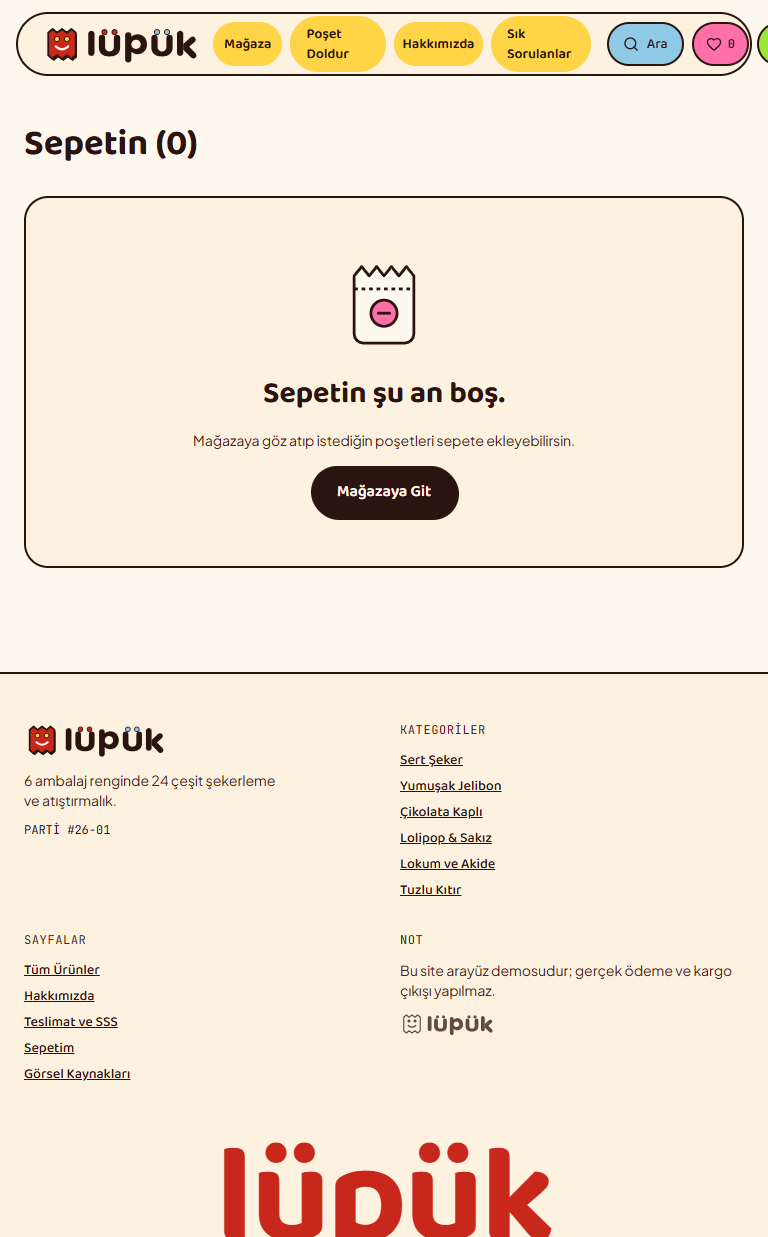 lüpük
Mağaza
Poşet
Doldur
Hakkımızda
Sık
Sorulanlar
Ara
0
Sepetin (0)
Sepetin şu an boş.
Mağazaya göz atıp istediğin poşetleri sepete ekleyebilirsin.
Mağazaya Git
lüpük
6 ambalaj renginde 24 çeşit şekerleme
ve atıştırmalık.
PARTİ #26-01
KATEGORİLER
Sert Şeker
Yumuşak Jelibon
Çikolata Kaplı
Lolipop & Sakız
Lokum ve Akide
Tuzlu Kıtır
SAYFALAR
Tüm Ürünler
Hakkımızda
Teslimat ve SSS
Sepetim
Görsel Kaynakları
NOT
Bu site arayüz demosudur; gerçek ödeme ve kargo
çıkışı yapılmaz.
lüpük
lüpük